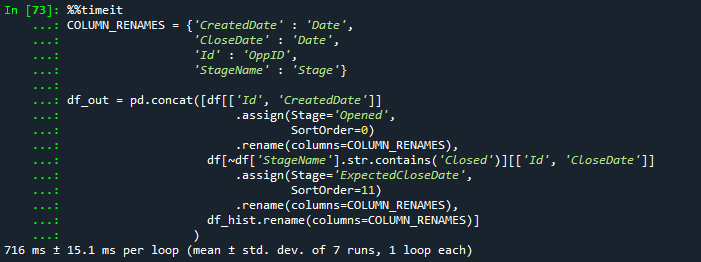 In [73]: %%timeit
    ...: COLUMN_RENAMES = {'CreatedDate' : 'Date',
    ...:                   'CloseDate' : 'Date',
    ...:                   'Id' : 'OppID',
    ...:                   'StageName' : 'Stage'}
    ...:
    ...: df_out = pd.concat([df[['Id', 'CreatedDate']]
    ...:                        .assign(Stage='Opened',
    ...:                                SortOrder=0)
    ...:                        .rename(columns=COLUMN_RENAMES),
    ...:                     df[~df['StageName'].str.contains('Closed')][['Id', 'CloseDate']]
    ...:                        .assign(Stage='ExpectedCloseDate',
    ...:                                SortOrder=11)
    ...:                        .rename(columns=COLUMN_RENAMES),
    ...:                     df_hist.rename(columns=COLUMN_RENAMES)]
    ...:                   )
716 ms ± 15.1 ms per loop (mean ± std. dev. of 7 runs, 1 loop each)